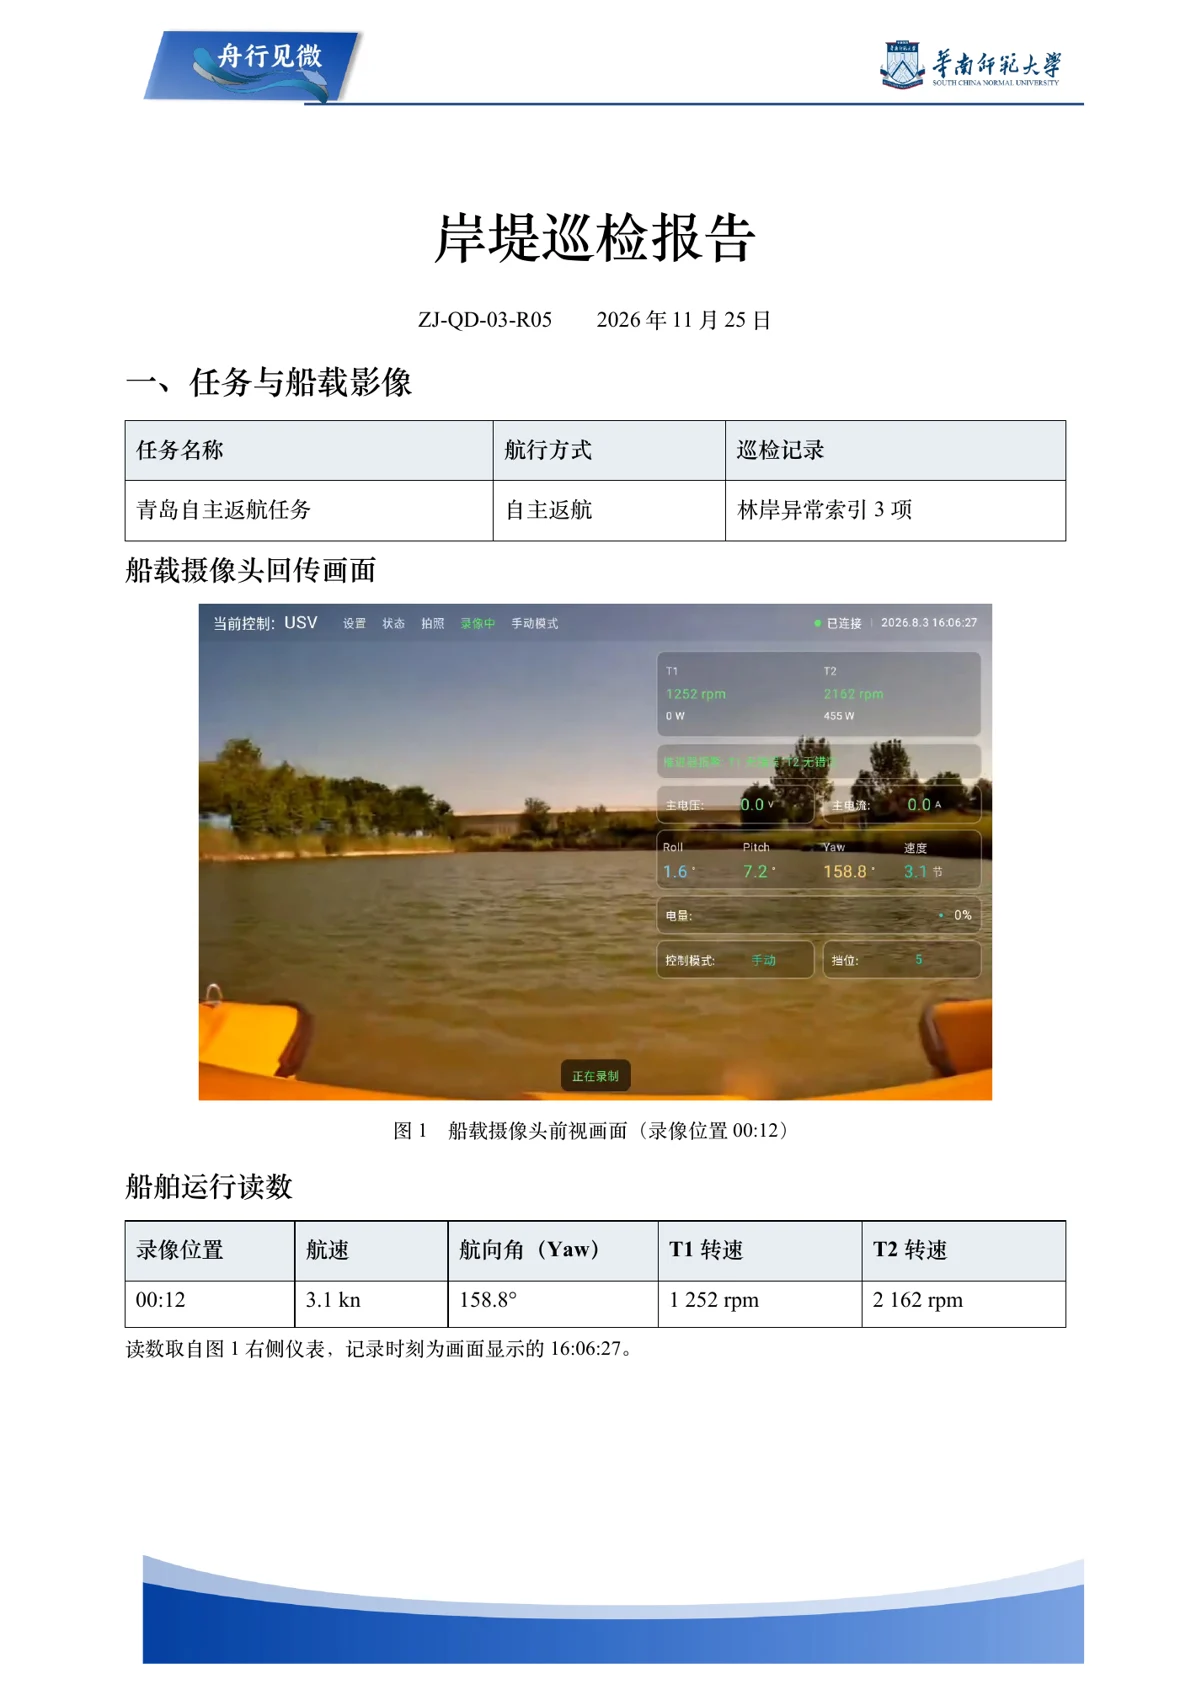 舟行见微
华南师范大学
SOUTH CHINA NORMAL UNIVERSITY
岸堤巡检报告
ZJ-QD-03-R05 2026 年 11 月 25 日
一、任务与船载影像
任务名称 航行方式 巡检记录
青岛自主返航任务 自主返航 林岸异常索引 3 项
船载摄像头回传画面
当前控制: USV 设置 状态 拍照 录像中 手动模式 已连接 2026.8.3 16:06:27
T1 T2
1252 rpm 2162 rpm
0 W 455 W
T2 无错误
主电压: 0.0 V 主电流: 0.0 A
Roll Pitch Yaw 速度
1.6° 7.2° 158.8° 3.1 节
电量: 0%
控制模式: 手动 挡位: 5
正在录制
图 1 船载摄像头前视画面（录像位置 00:12）
船舶运行读数
录像位置 航速 航向角（Yaw） T1 转速 T2 转速
00:12 3.1 kn 158.8° 1 252 rpm 2 162 rpm
读数取自图 1 右侧仪表，记录时刻为画面显示的 16:06:27。